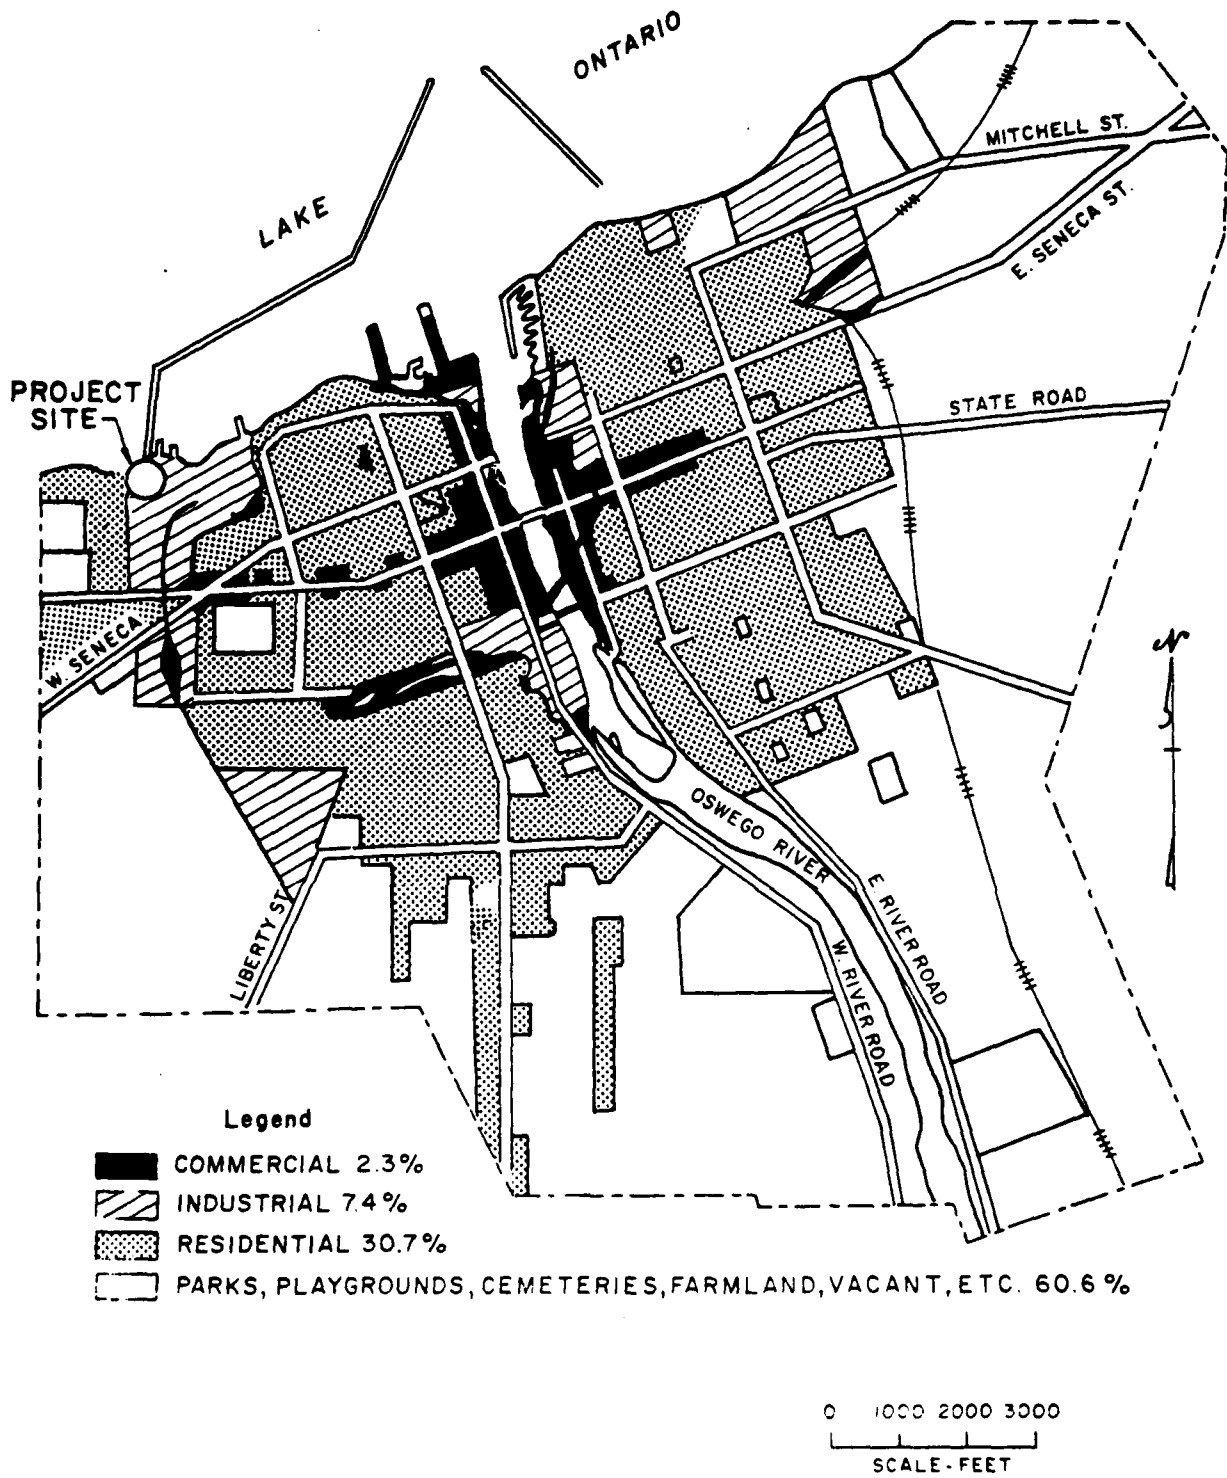 ONTARIO
LAKE
MITCHELL ST.
E. SENECA ST.
PROJECT
SITE
STATE ROAD
W. SENECA
N
OSWEGO RIVER
E. RIVER ROAD
W. RIVER ROAD
LIBERTY ST.
Legend
COMMERCIAL 2.3%
INDUSTRIAL 7.4%
RESIDENTIAL 30.7%
PARKS, PLAYGROUNDS, CEMETERIES, FARMLAND, VACANT, ETC. 60.6%
0 1000 2000 3000
SCALE-FEET